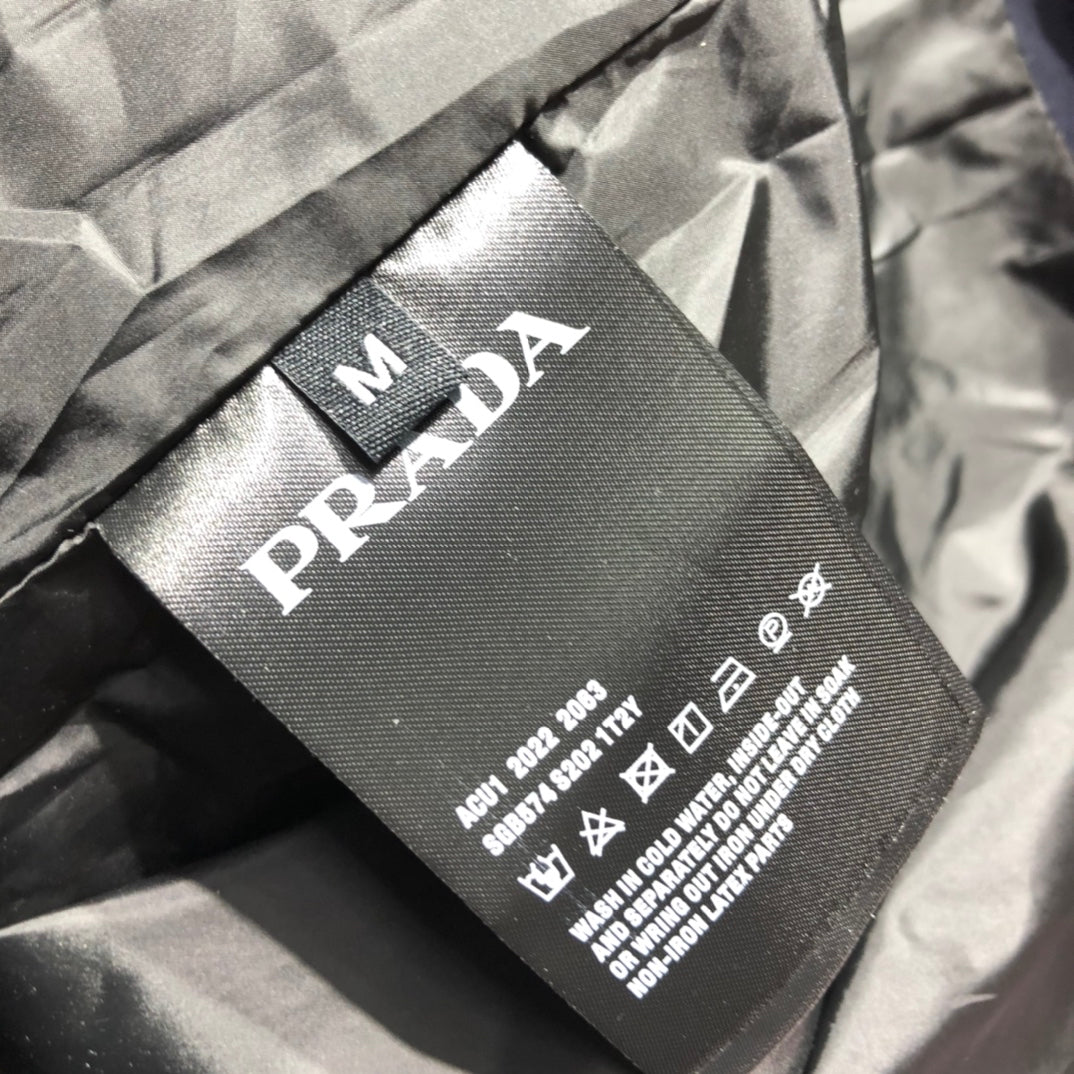 M
PRADA
ACU1 2022 2063
SGB574 S202 1T2Y
P
WASH IN COLD WATER, INSIDE-OUT
AND SEPARATELY DO NOT LEAVE IN SOAK
OR WRING OUT IRON UNDER DRY CLOTH
NON-IRON LATEX PARTS